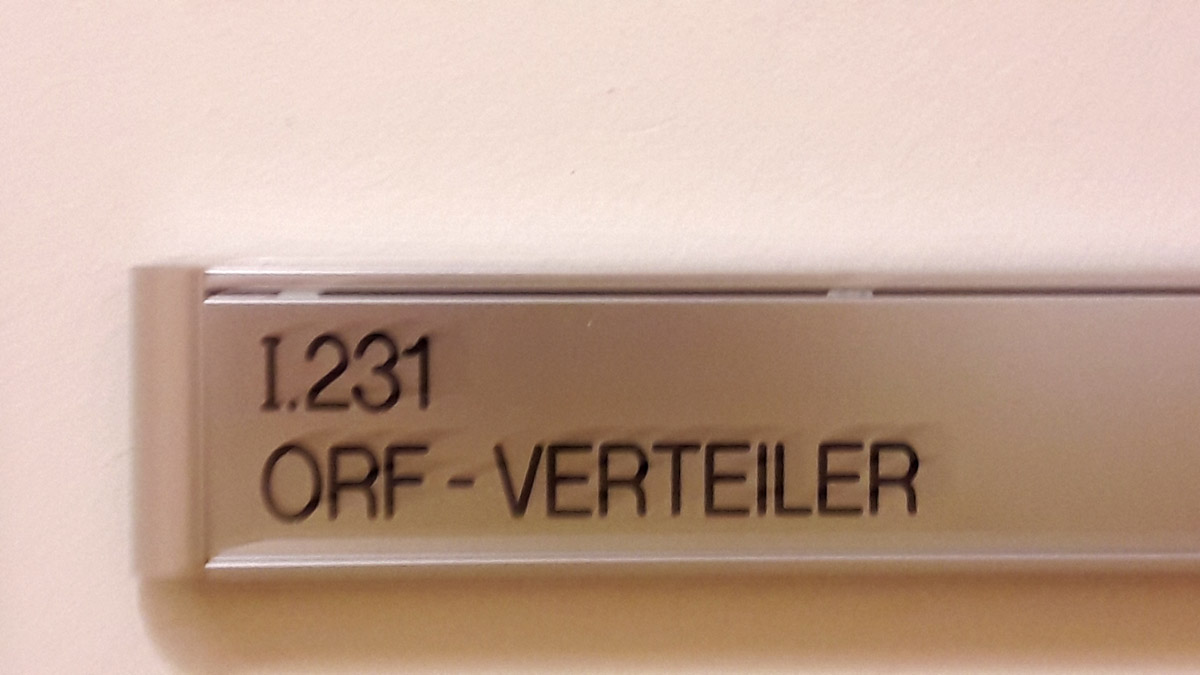 I.231
ORF - VERTEILER